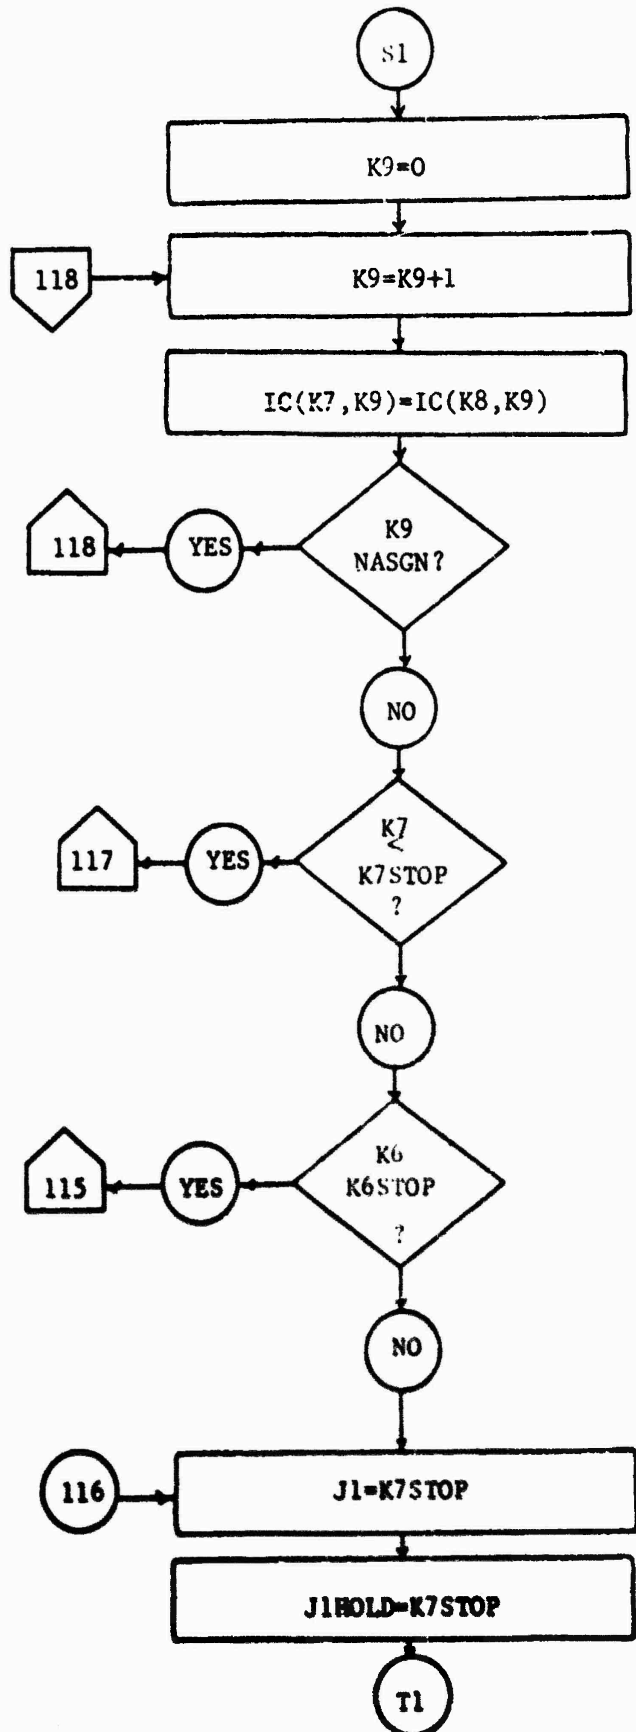 S1
K9=0
118
K9=K9+1
IC(K7,K9)=IC(K8,K9)
118
YES
K9
NASGN?
NO
117
YES
K7
<
K7STOP
?
NO
115
YES
K6
K6STOP
?
NO
116
J1=K7STOP
J1HOLD=K7STOP
T1